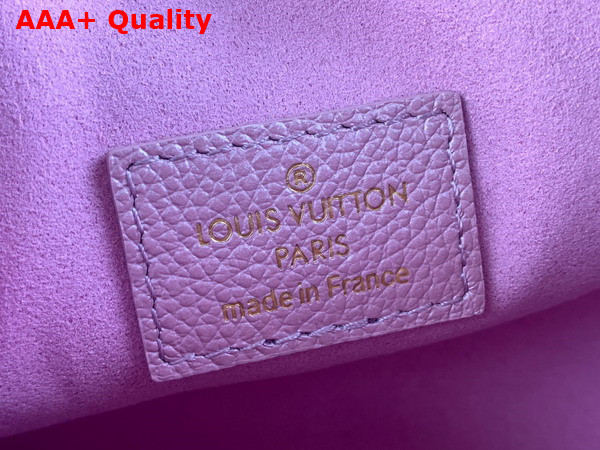 AAA+ Quality
®
LOUIS VUITTON
PARIS
made in France